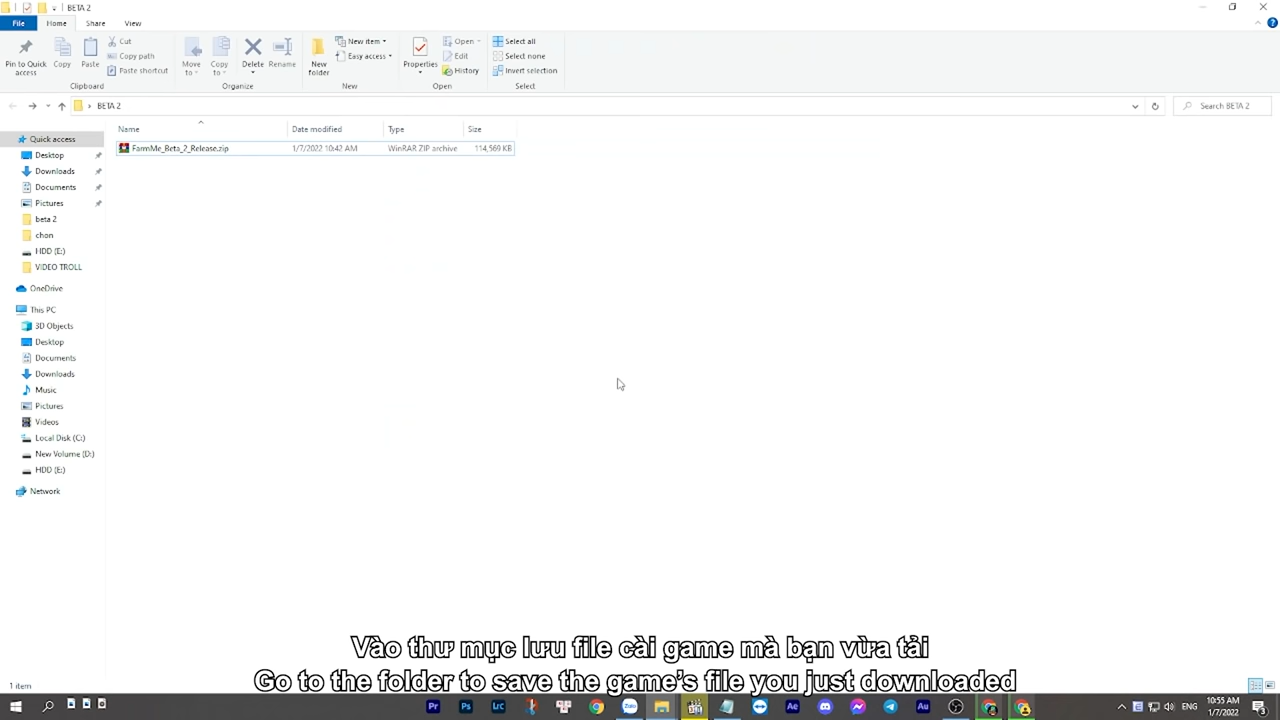 BETA 2
File
Home
Share
View
Pin to Quick access
Copy
Paste
Cut
Copy path
Paste shortcut
Clipboard
Move to
Copy to
Delete
Rename
Organize
New folder
New item
Easy access
New
Properties
Open
Edit
History
Open
Select all
Select none
Invert selection
Select
BETA 2
Search BETA 2
Name
Date modified
Type
Size
FarmMe_Beta_2_Release.zip
1/7/2022 10:42 AM
WinRAR ZIP archive
114,569 KB
Quick access
Desktop
Downloads
Documents
Pictures
beta 2
chon
HDD (E:)
VIDEO TROLL
OneDrive
This PC
3D Objects
Desktop
Documents
Downloads
Music
Pictures
Videos
Local Disk (C:)
New Volume (D:)
HDD (E:)
Network
Vào thư mục lưu file cài game mà bạn vừa tải
Go to the folder to save the game's file you just downloaded
1 item
Pr
Ps
Lrc
Zalo
Ae
Au
10:55 AM
1/7/2022